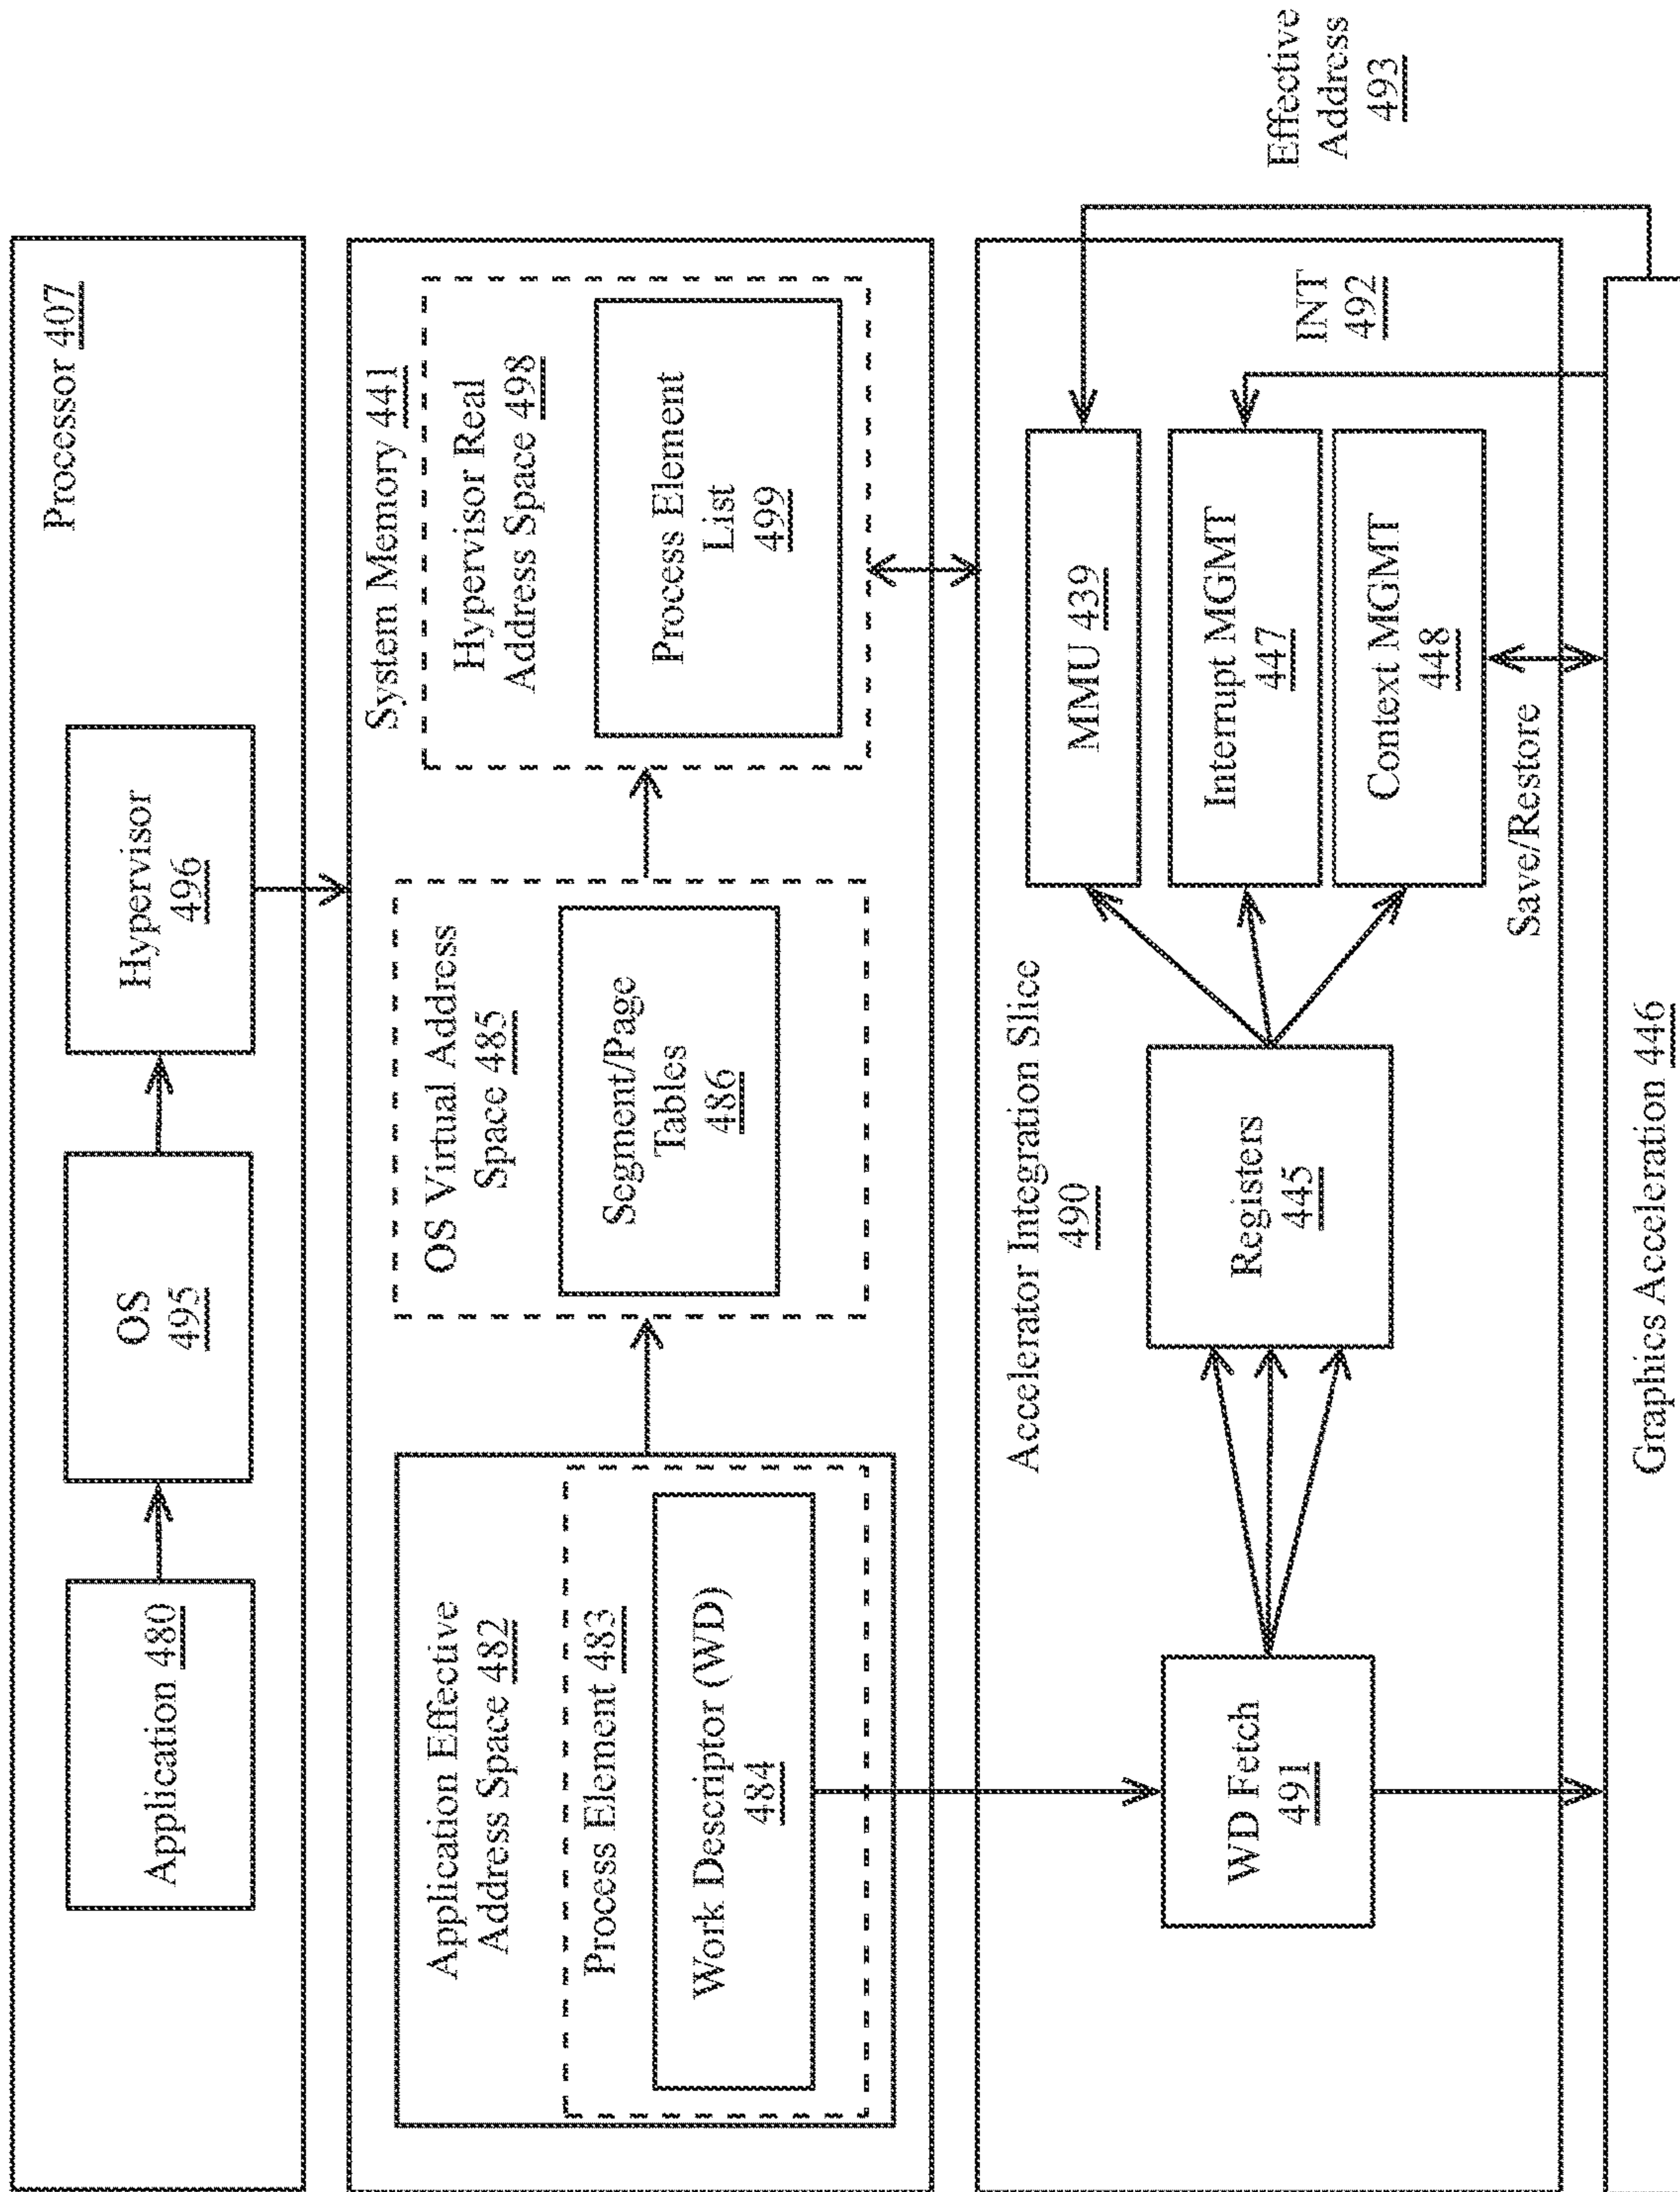 Processor 407
Application 480
OS
495
Hypervisor
496
System Memory 441
Application Effective
Address Space 482
Process Element 483
Work Descriptor (WD)
484
OS Virtual Address
Space 485
Segment/Page
Tables
486
Hypervisor Real
Address Space 498
Process Element
List
499
Accelerator Integration Slice
490
WD Fetch
491
Registers
445
MMU 439
Interrupt MGMT
447
Context MGMT
448
Save/Restore
INT
492
Effective
Address
493
Graphics Acceleration 446